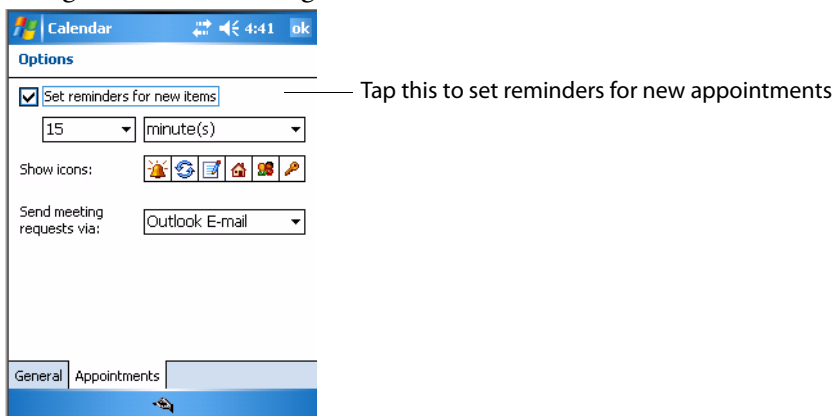 Calendar 4:41 ok
Options
Set reminders for new items
Tap this to set reminders for new appointments
15 minute(s)
Show icons:
Send meeting
requests via:
Outlook E-mail
General Appointments